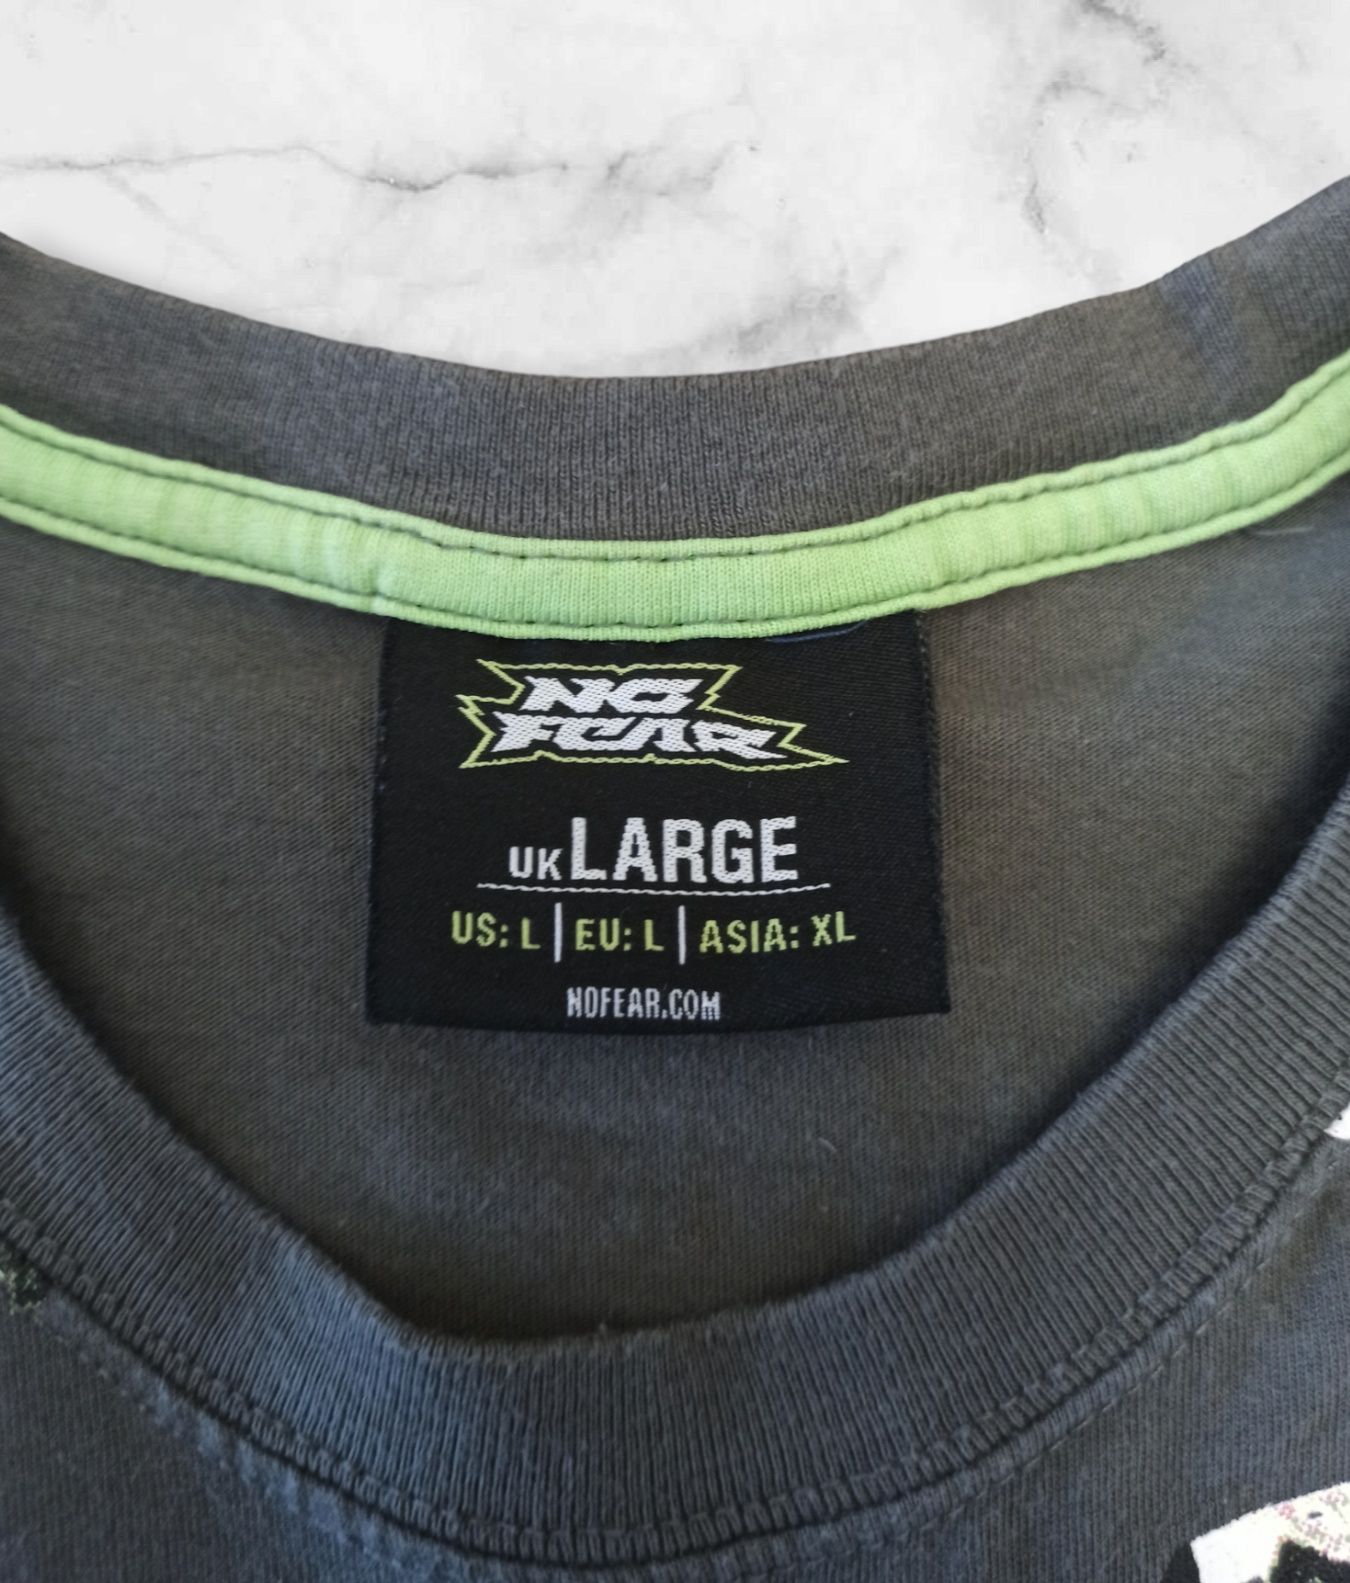 NO
FEAR
UK LARGE
US: L | EU: L | ASIA: XL
NOFEAR.COM